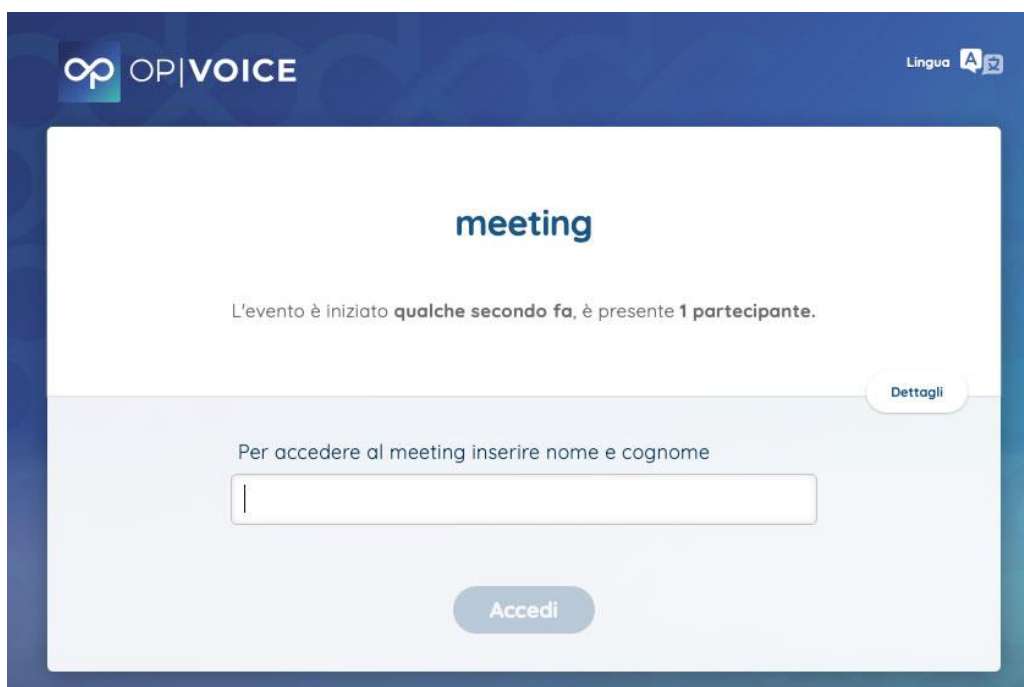 OP|VOICE
Lingua
meeting
L'evento è iniziato qualche secondo fa, è presente 1 partecipante.
Dettagli
Per accedere al meeting inserire nome e cognome
Accedi